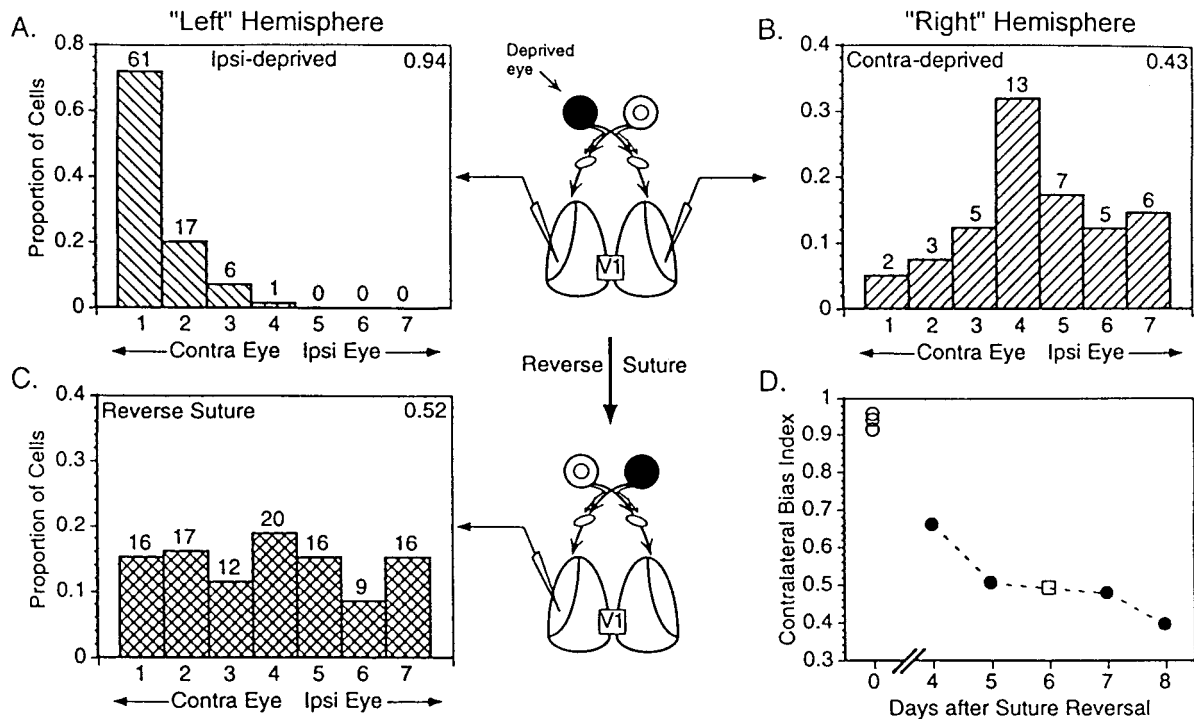 A.
"Left" Hemisphere
0.8
Ipsi-deprived
0.94
61
0.6
0.4
17
0.2
6
1
0
0
0
0
Proportion of Cells
1 2 3 4 5 6 7
Contra Eye Ipsi Eye
Deprived
eye
V1
B.
"Right" Hemisphere
0.4
Contra-deprived
0.43
13
0.3
0.2
7
6
5
5
0.1
3
2
0
1 2 3 4 5 6 7
Contra Eye Ipsi Eye
Reverse Suture
C.
0.4
Reverse Suture
0.52
0.3
0.2
20
16 17 12 16 9 16
0.1
0
Proportion of Cells
1 2 3 4 5 6 7
Contra Eye Ipsi Eye
V1
D.
Contralateral Bias Index
1
0.9
0.8
0.7
0.6
0.5
0.4
0.3
0 4 5 6 7 8
Days after Suture Reversal